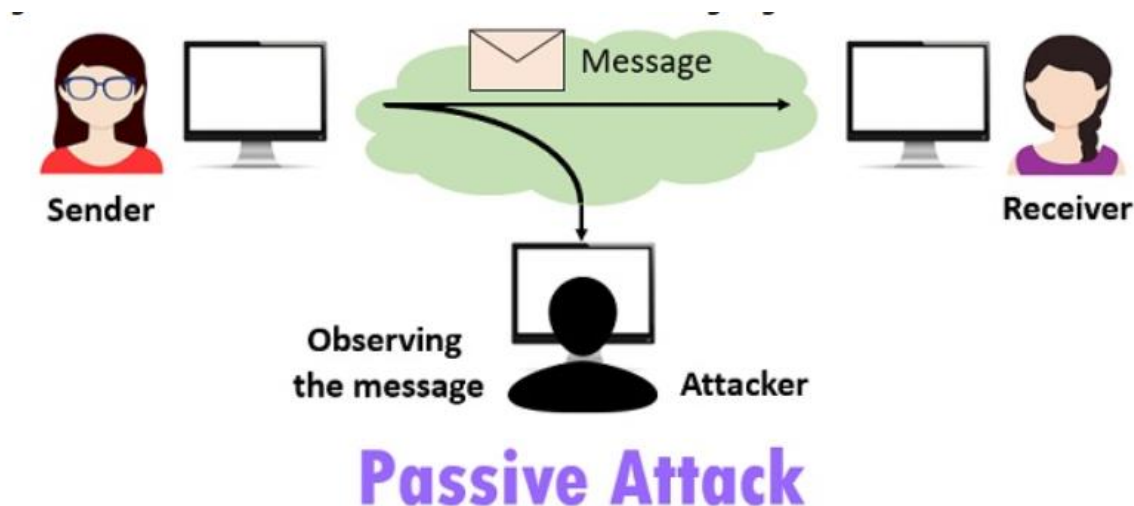 Message
Sender
Receiver
Observing
the message
Attacker
Passive Attack